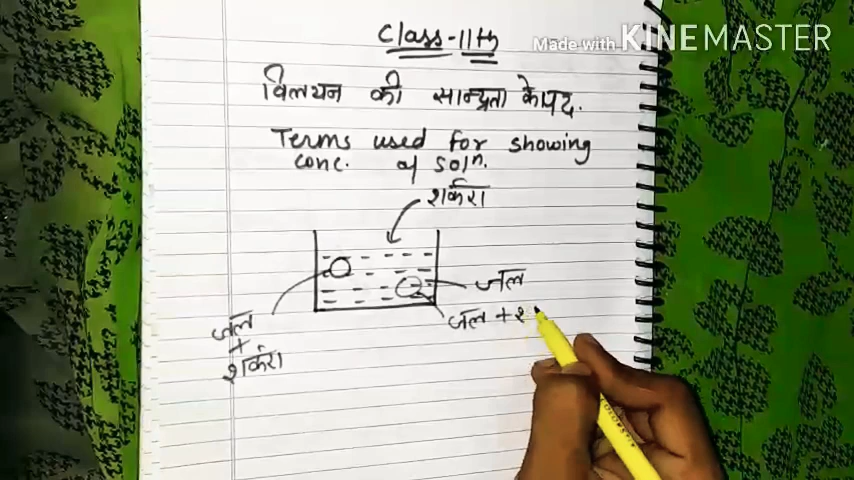 Class-11th
Made with KINEMASTER
विलयन की सान्द्रता के पद.
Terms used for showing
conc. of soln.
शर्करा
जल
जल +
जल
+
शर्करा